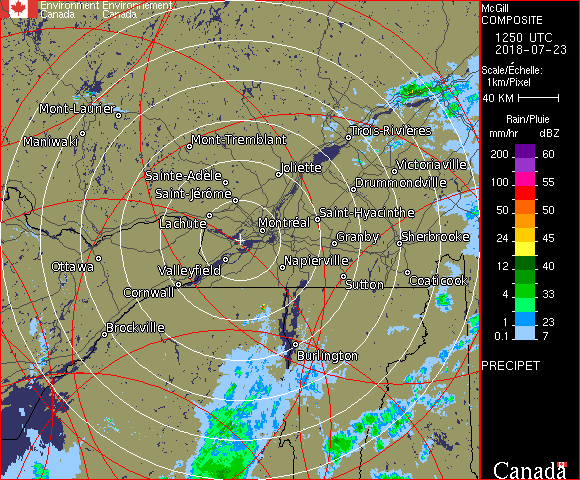 Environment Environnement
Canada Canada
McGill
COMPOSITE
1250 UTC
2018-07-23
Scale/Échelle:
1km/Pixel
40 KM
Rain/Pluie
mm/hr dBZ
200 60
100 55
50 50
24 45
12 40
4 33
1 23
0.1 7
PRECIPET
Canada
Mont-Laurier
Maniwaki
Mont-Tremblant
Trois-Rivières
Joliette
Victoriaville
Sainte-Adèle
Drummondville
Saint-Jérôme
Lachute
Saint-Hyacinthe
Montréal
Granby
Sherbrooke
Ottawa
Valleyfield
Napierville
Cornwall
Sutton
Coaticook
Brockville
Burlington